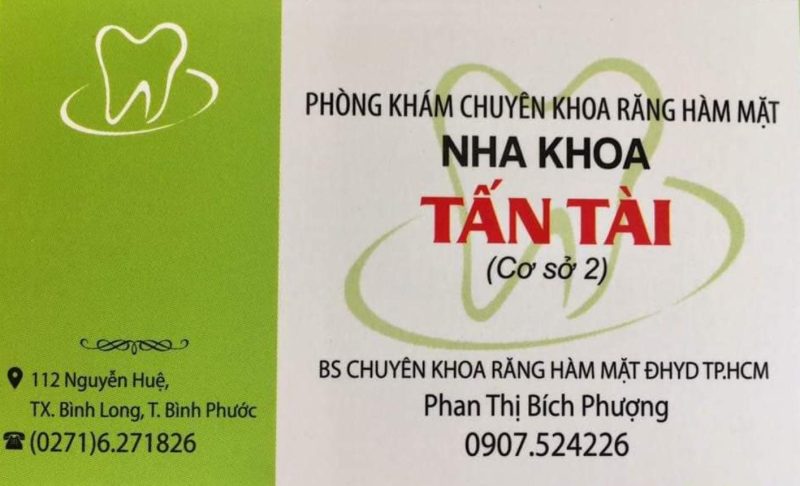 PHÒNG KHÁM CHUYÊN KHOA RĂNG HÀM MẶT
NHA KHOA
TẤN TÀI
(Cơ sở 2)
BS CHUYÊN KHOA RĂNG HÀM MẶT ĐHYD TP.HCM
Phan Thị Bích Phượng
0907.524226
112 Nguyễn Huệ,
TX. Bình Long, T. Bình Phước
(0271)6.271826